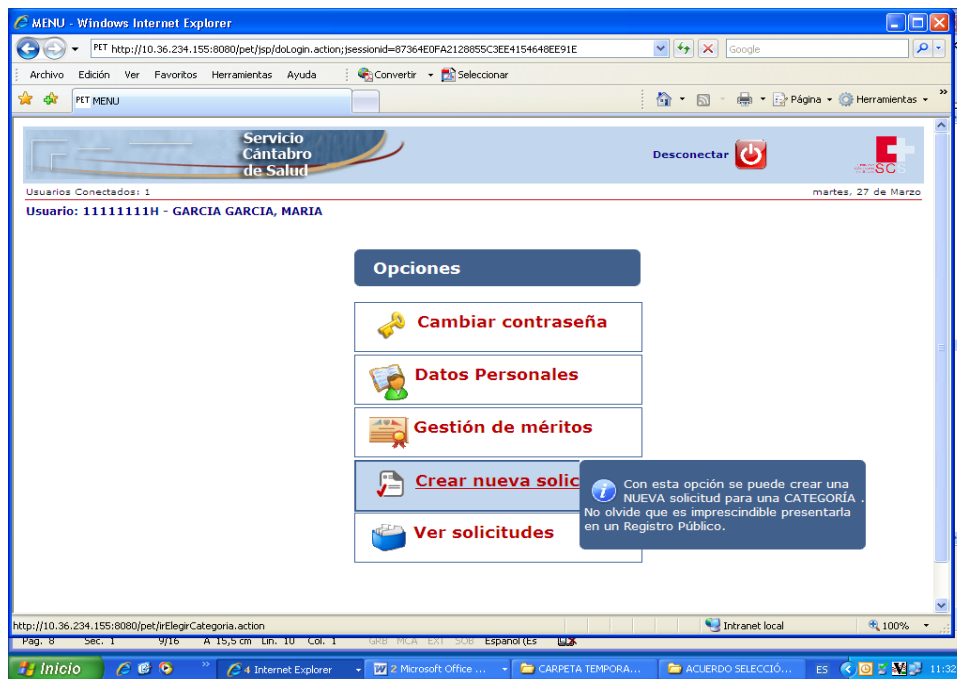 MENU - Windows Internet Explorer
PET http://10.36.234.155:8080/pet/jsp/doLogin.action;jsessionid=87364E0FA2128855C3EE4154648EE91E
Google
Archivo Edición Ver Favoritos Herramientas Ayuda Convertir Seleccionar
PET MENU
Página Herramientas
Servicio
Cántabro
de Salud
Desconectar
SCS
Usuarios Conectados: 1
martes, 27 de Marzo
Usuario: 11111111H - GARCIA GARCIA, MARIA
Opciones
Cambiar contraseña
Datos Personales
Gestión de méritos
Crear nueva solic
Con esta opción se puede crear una
NUEVA solicitud para una CATEGORÍA .
No olvide que es imprescindible presentarla
en un Registro Público.
Ver solicitudes
http://10.36.234.155:8080/pet/irElegirCategoria.action
Intranet local
100%
Pág. 8 Sec. 1 9/16 A 15,5 cm Lín. 10 Col. 1 GRB MCA EXT SOB Español (Es
Inicio
4 Internet Explorer
2 Microsoft Office ...
CARPETA TEMPORA...
ACUERDO SELECCIÓ...
ES
11:32